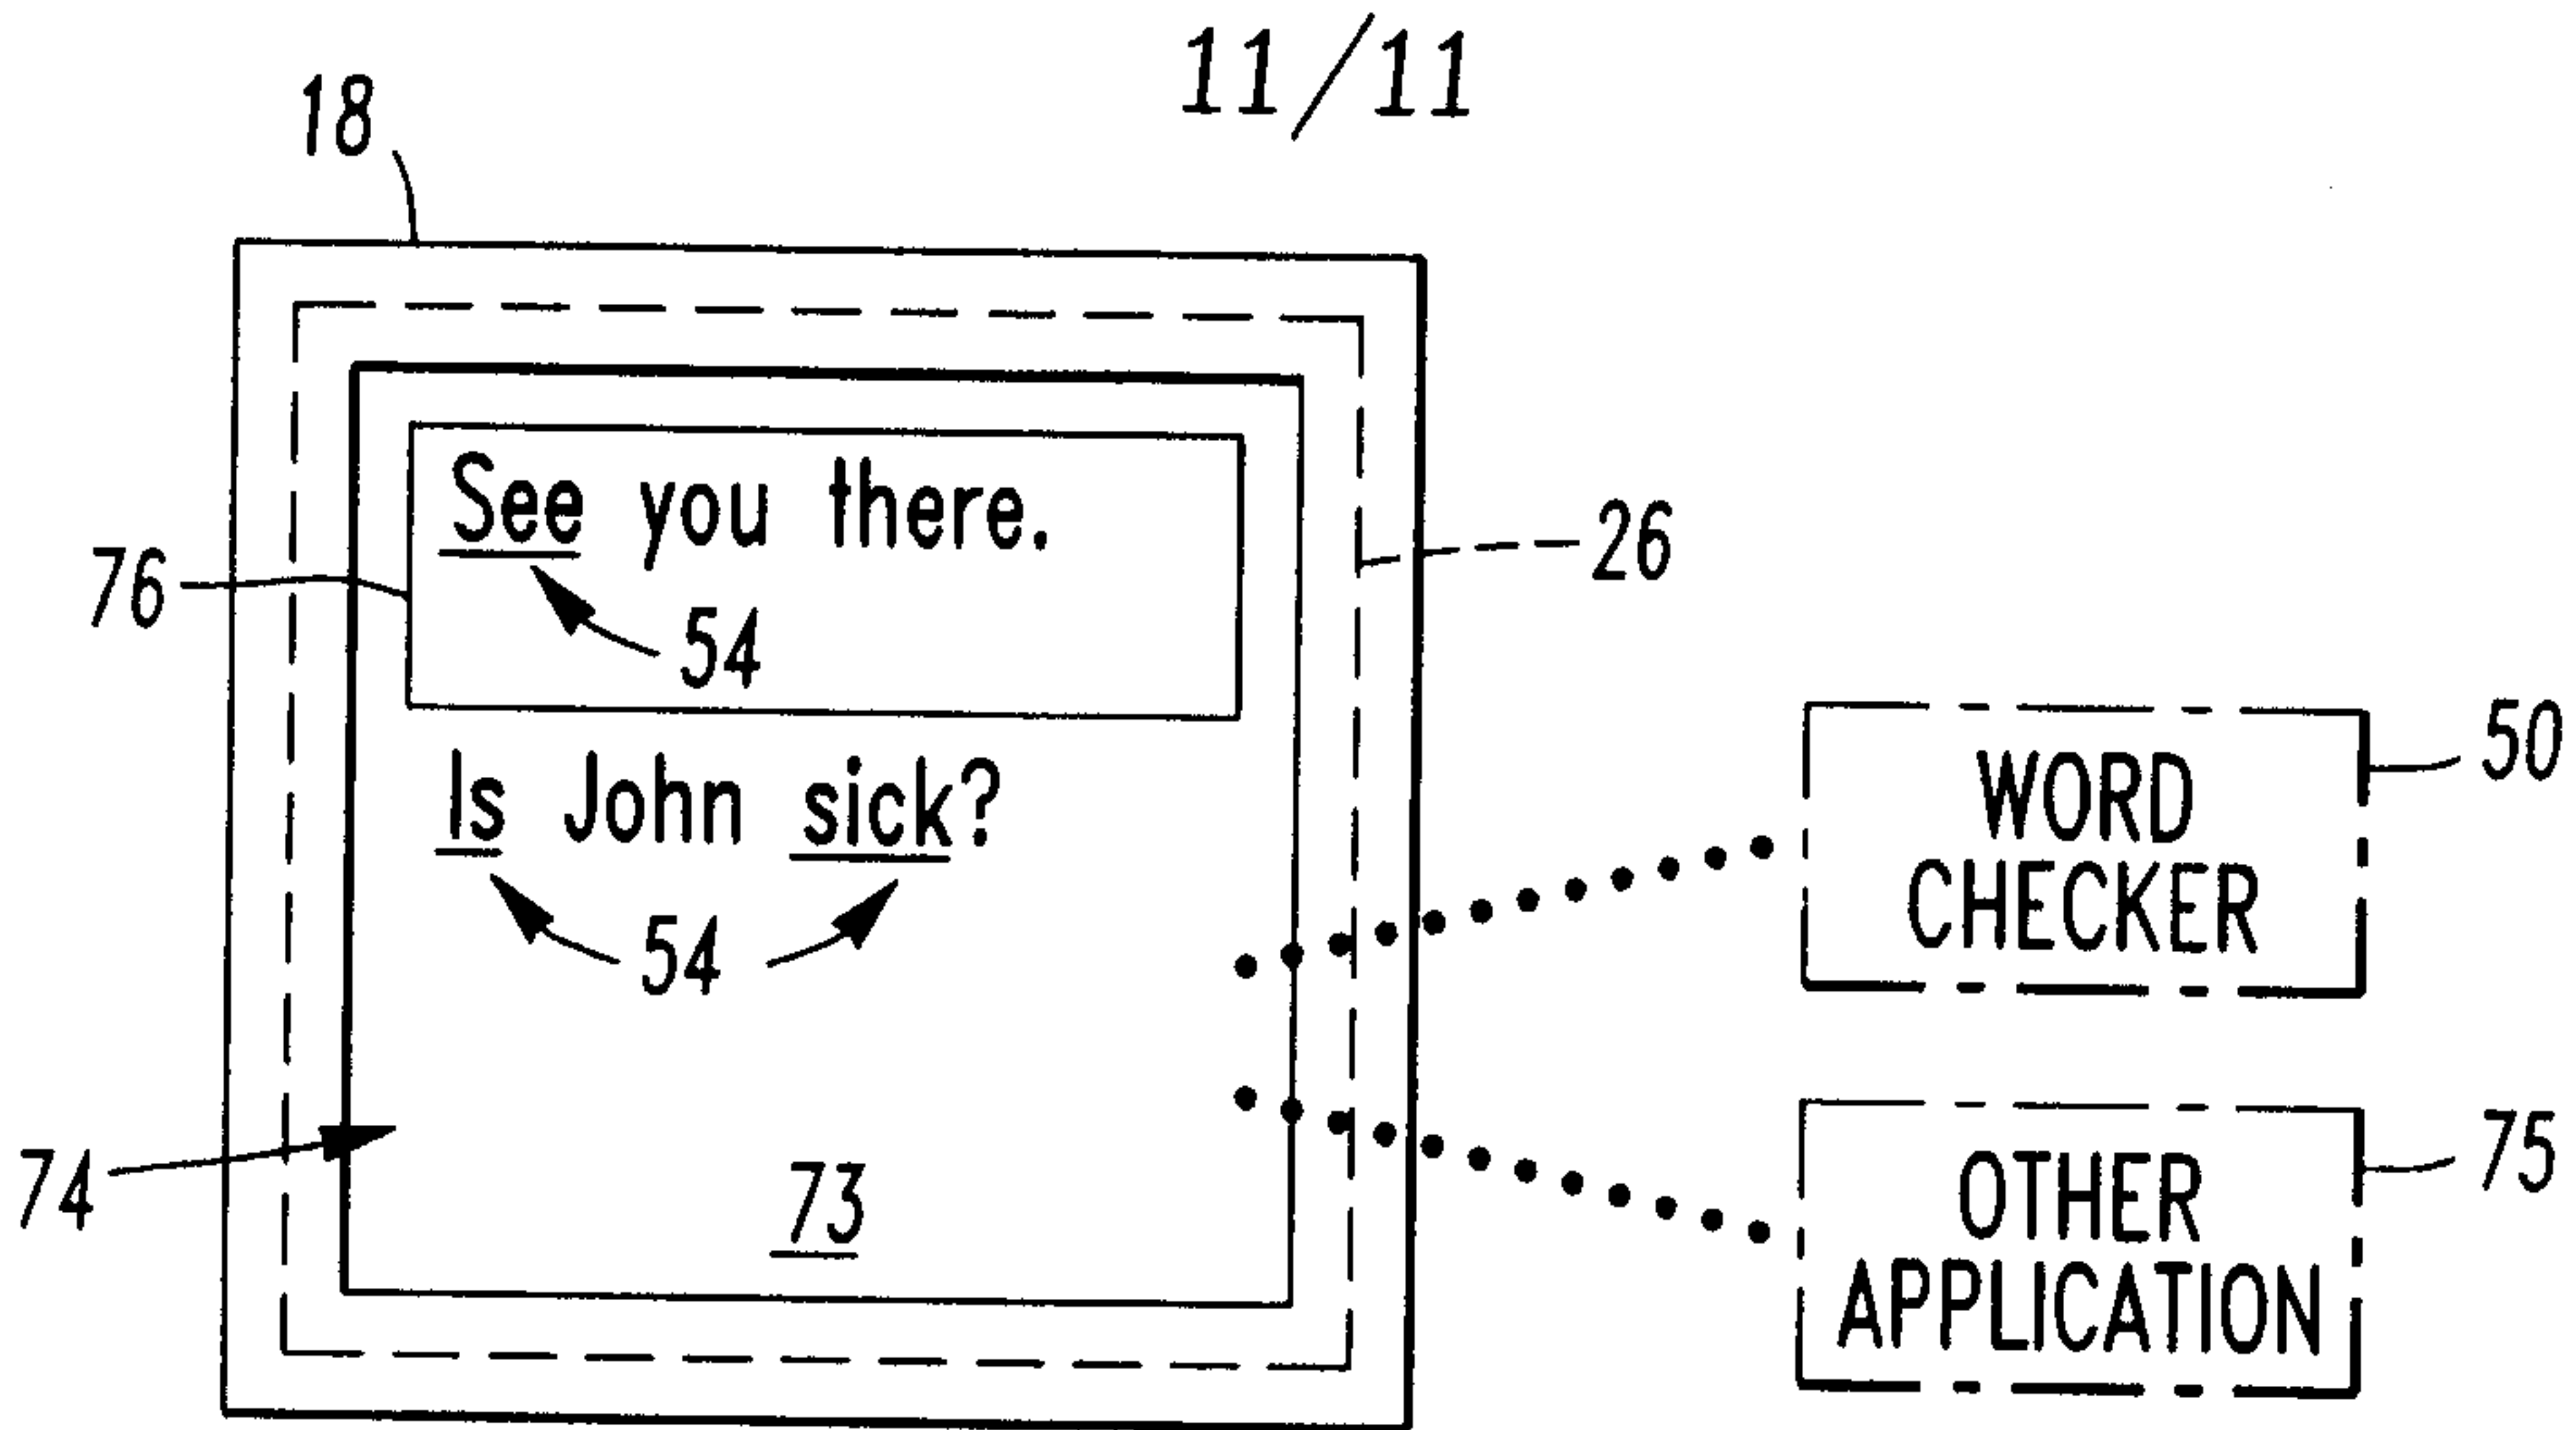 11/11
18
See you there.
76
54
26
Is John sick?
54
WORD
CHECKER
50
74
73
OTHER
APPLICATION
75